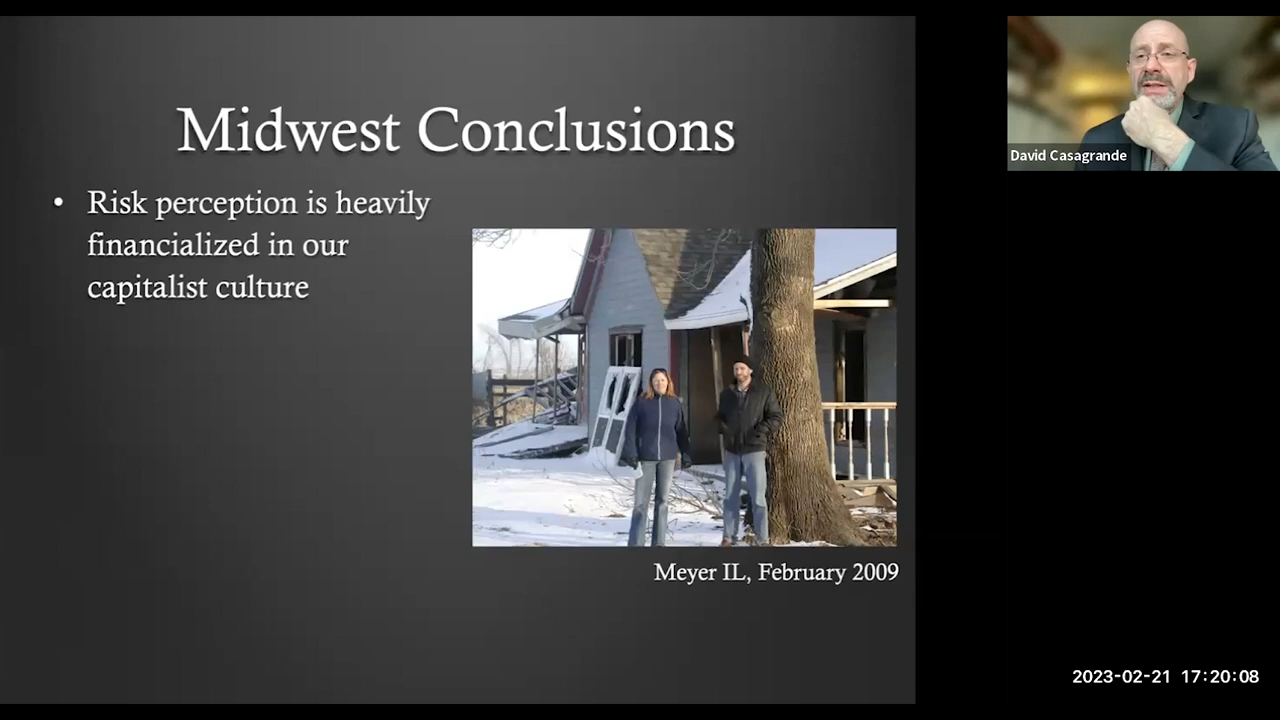 Midwest Conclusions
• Risk perception is heavily
financialized in our
capitalist culture
Meyer IL, February 2009
David Casagrande
2023-02-21 17:20:08